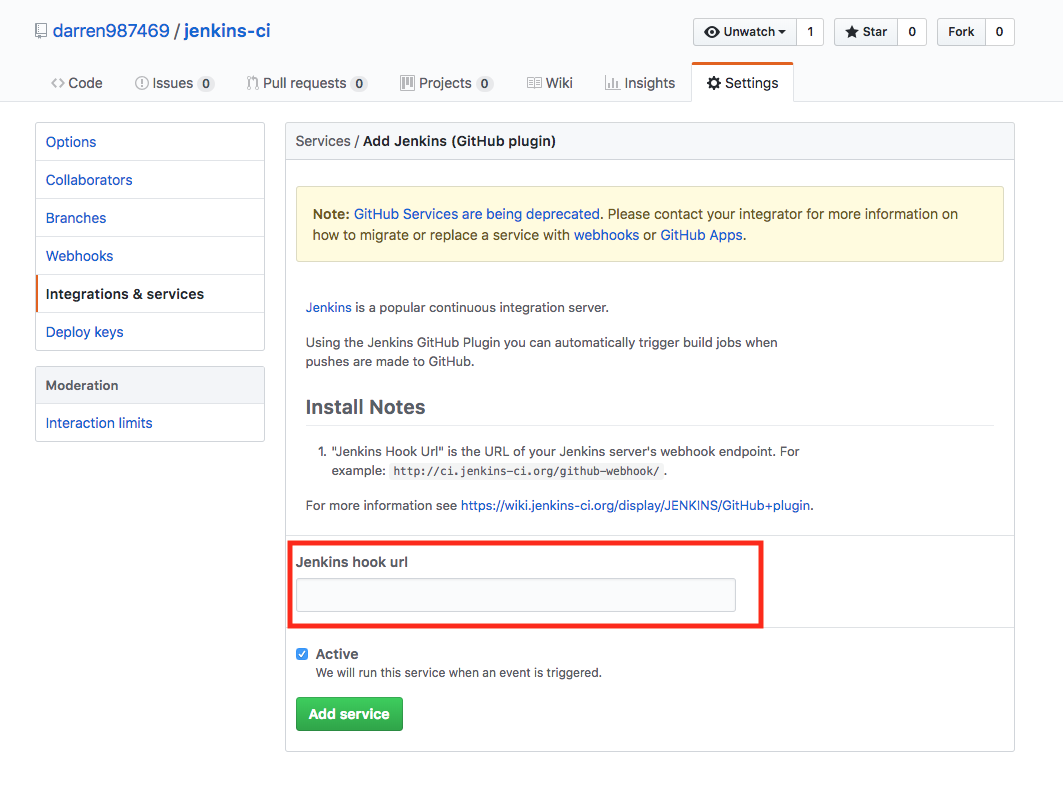 darren987469 / jenkins-ci
Unwatch 1 Star 0 Fork 0
Code Issues 0 Pull requests 0 Projects 0 Wiki Insights Settings
Options
Collaborators
Branches
Webhooks
Integrations & services
Deploy keys
Moderation
Interaction limits
Services / Add Jenkins (GitHub plugin)
Note: GitHub Services are being deprecated. Please contact your integrator for more information on
how to migrate or replace a service with webhooks or GitHub Apps.
Jenkins is a popular continuous integration server.
Using the Jenkins GitHub Plugin you can automatically trigger build jobs when
pushes are made to GitHub.
Install Notes
1. "Jenkins Hook Url" is the URL of your Jenkins server's webhook endpoint. For
example: http://ci.jenkins-ci.org/github-webhook/ .
For more information see https://wiki.jenkins-ci.org/display/JENKINS/GitHub+plugin.
Jenkins hook url
Active
We will run this service when an event is triggered.
Add service